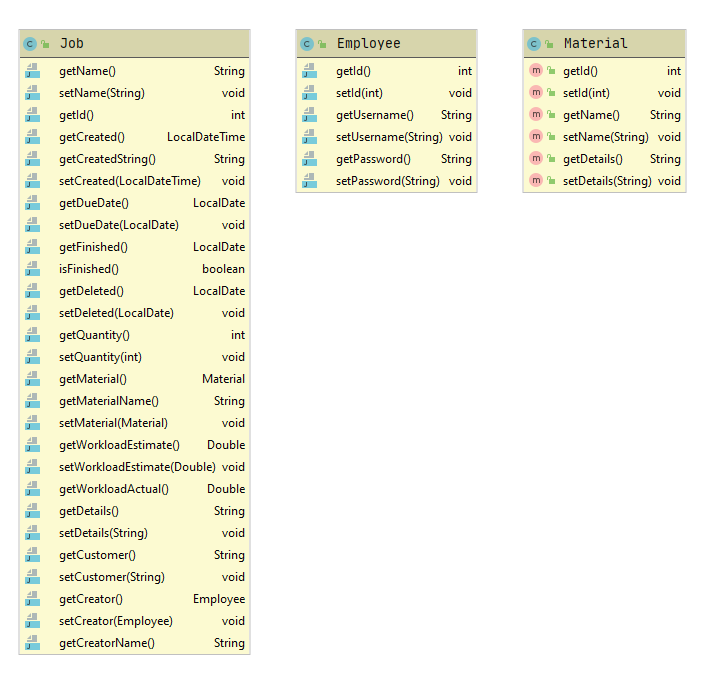 Job
getName() String
setName(String) void
getId() int
getCreated() LocalDateTime
getCreatedString() String
setCreated(LocalDateTime) void
getDueDate() LocalDate
setDueDate(LocalDate) void
getFinished() LocalDate
isFinished() boolean
getDeleted() LocalDate
setDeleted(LocalDate) void
getQuantity() int
setQuantity(int) void
getMaterial() Material
getMaterialName() String
setMaterial(Material) void
getWorkloadEstimate() Double
setWorkloadEstimate(Double) void
getWorkloadActual() Double
getDetails() String
setDetails(String) void
getCustomer() String
setCustomer(String) void
getCreator() Employee
setCreator(Employee) void
getCreatorName() String
Employee
getId() int
setId(int) void
getUsername() String
setUsername(String) void
getPassword() String
setPassword(String) void
Material
getId() int
setId(int) void
getName() String
setName(String) void
getDetails() String
setDetails(String) void